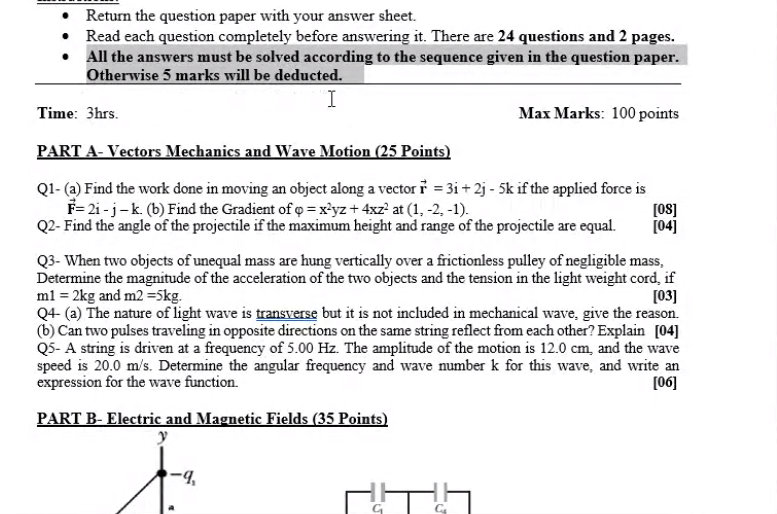 • Return the question paper with your answer sheet.
• Read each question completely before answering it. There are 24 questions and 2 pages.
• All the answers must be solved according to the sequence given in the question paper.
Otherwise 5 marks will be deducted.
Time: 3hrs. Max Marks: 100 points
PART A- Vectors Mechanics and Wave Motion (25 Points)
Q1- (a) Find the work done in moving an object along a vector r⃗ = 3i + 2j - 5k if the applied force is
F⃗= 2i - j – k. (b) Find the Gradient of φ = x²yz + 4xz² at (1, -2, -1). [08]
Q2- Find the angle of the projectile if the maximum height and range of the projectile are equal. [04]
Q3- When two objects of unequal mass are hung vertically over a frictionless pulley of negligible mass,
Determine the magnitude of the acceleration of the two objects and the tension in the light weight cord, if
m1 = 2kg and m2 =5kg. [03]
Q4- (a) The nature of light wave is transverse but it is not included in mechanical wave, give the reason.
(b) Can two pulses traveling in opposite directions on the same string reflect from each other? Explain [04]
Q5- A string is driven at a frequency of 5.00 Hz. The amplitude of the motion is 12.0 cm, and the wave
speed is 20.0 m/s. Determine the angular frequency and wave number k for this wave, and write an
expression for the wave function. [06]
PART B- Electric and Magnetic Fields (35 Points)
y
-q,
a
C₁